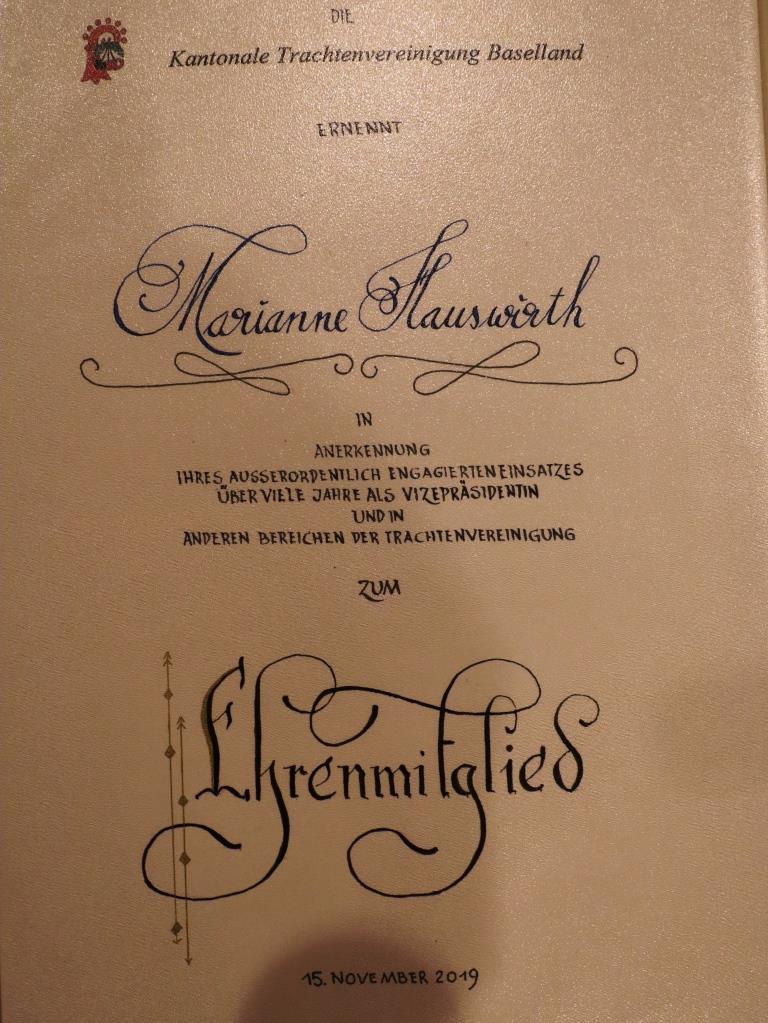 DIE
Kantonale Trachtenvereinigung Baselland
ERNENNT
Marianne Hauswirth
IN
ANERKENNUNG
IHRES AUSSERORDENTLICH ENGAGIERTEN EINSATZES
ÜBER VIELE JAHRE ALS VIZEPRÄSIDENTIN
UND IN
ANDEREN BEREICHEN DER TRACHTENVEREINIGUNG
ZUM
Ehrenmitglied
15. NOVEMBER 2019